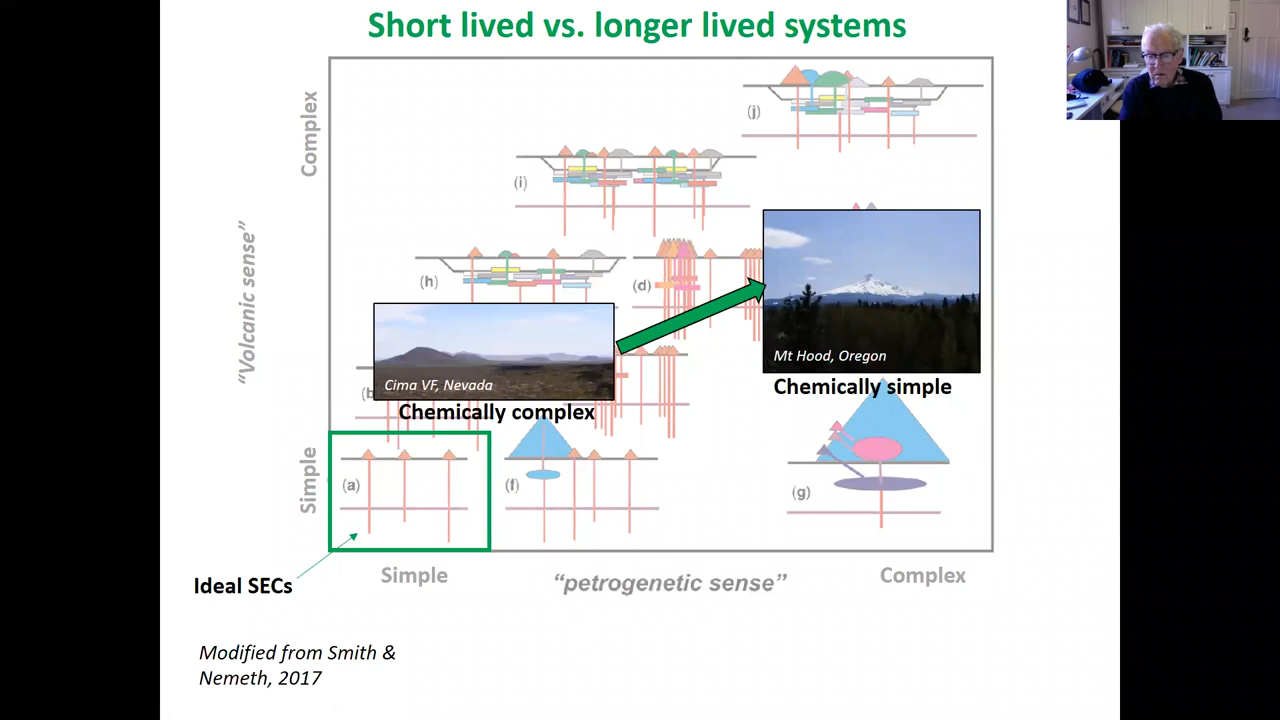 Short lived vs. longer lived systems
Complex
"Volcanic sense"
Simple
(j)
(i)
(h)
(d)
Cima VF, Nevada
Chemically complex
Mt Hood, Oregon
Chemically simple
(b
(a)
(f)
(g)
Ideal SECs
Simple
"petrogenetic sense"
Complex
Modified from Smith &
Nemeth, 2017